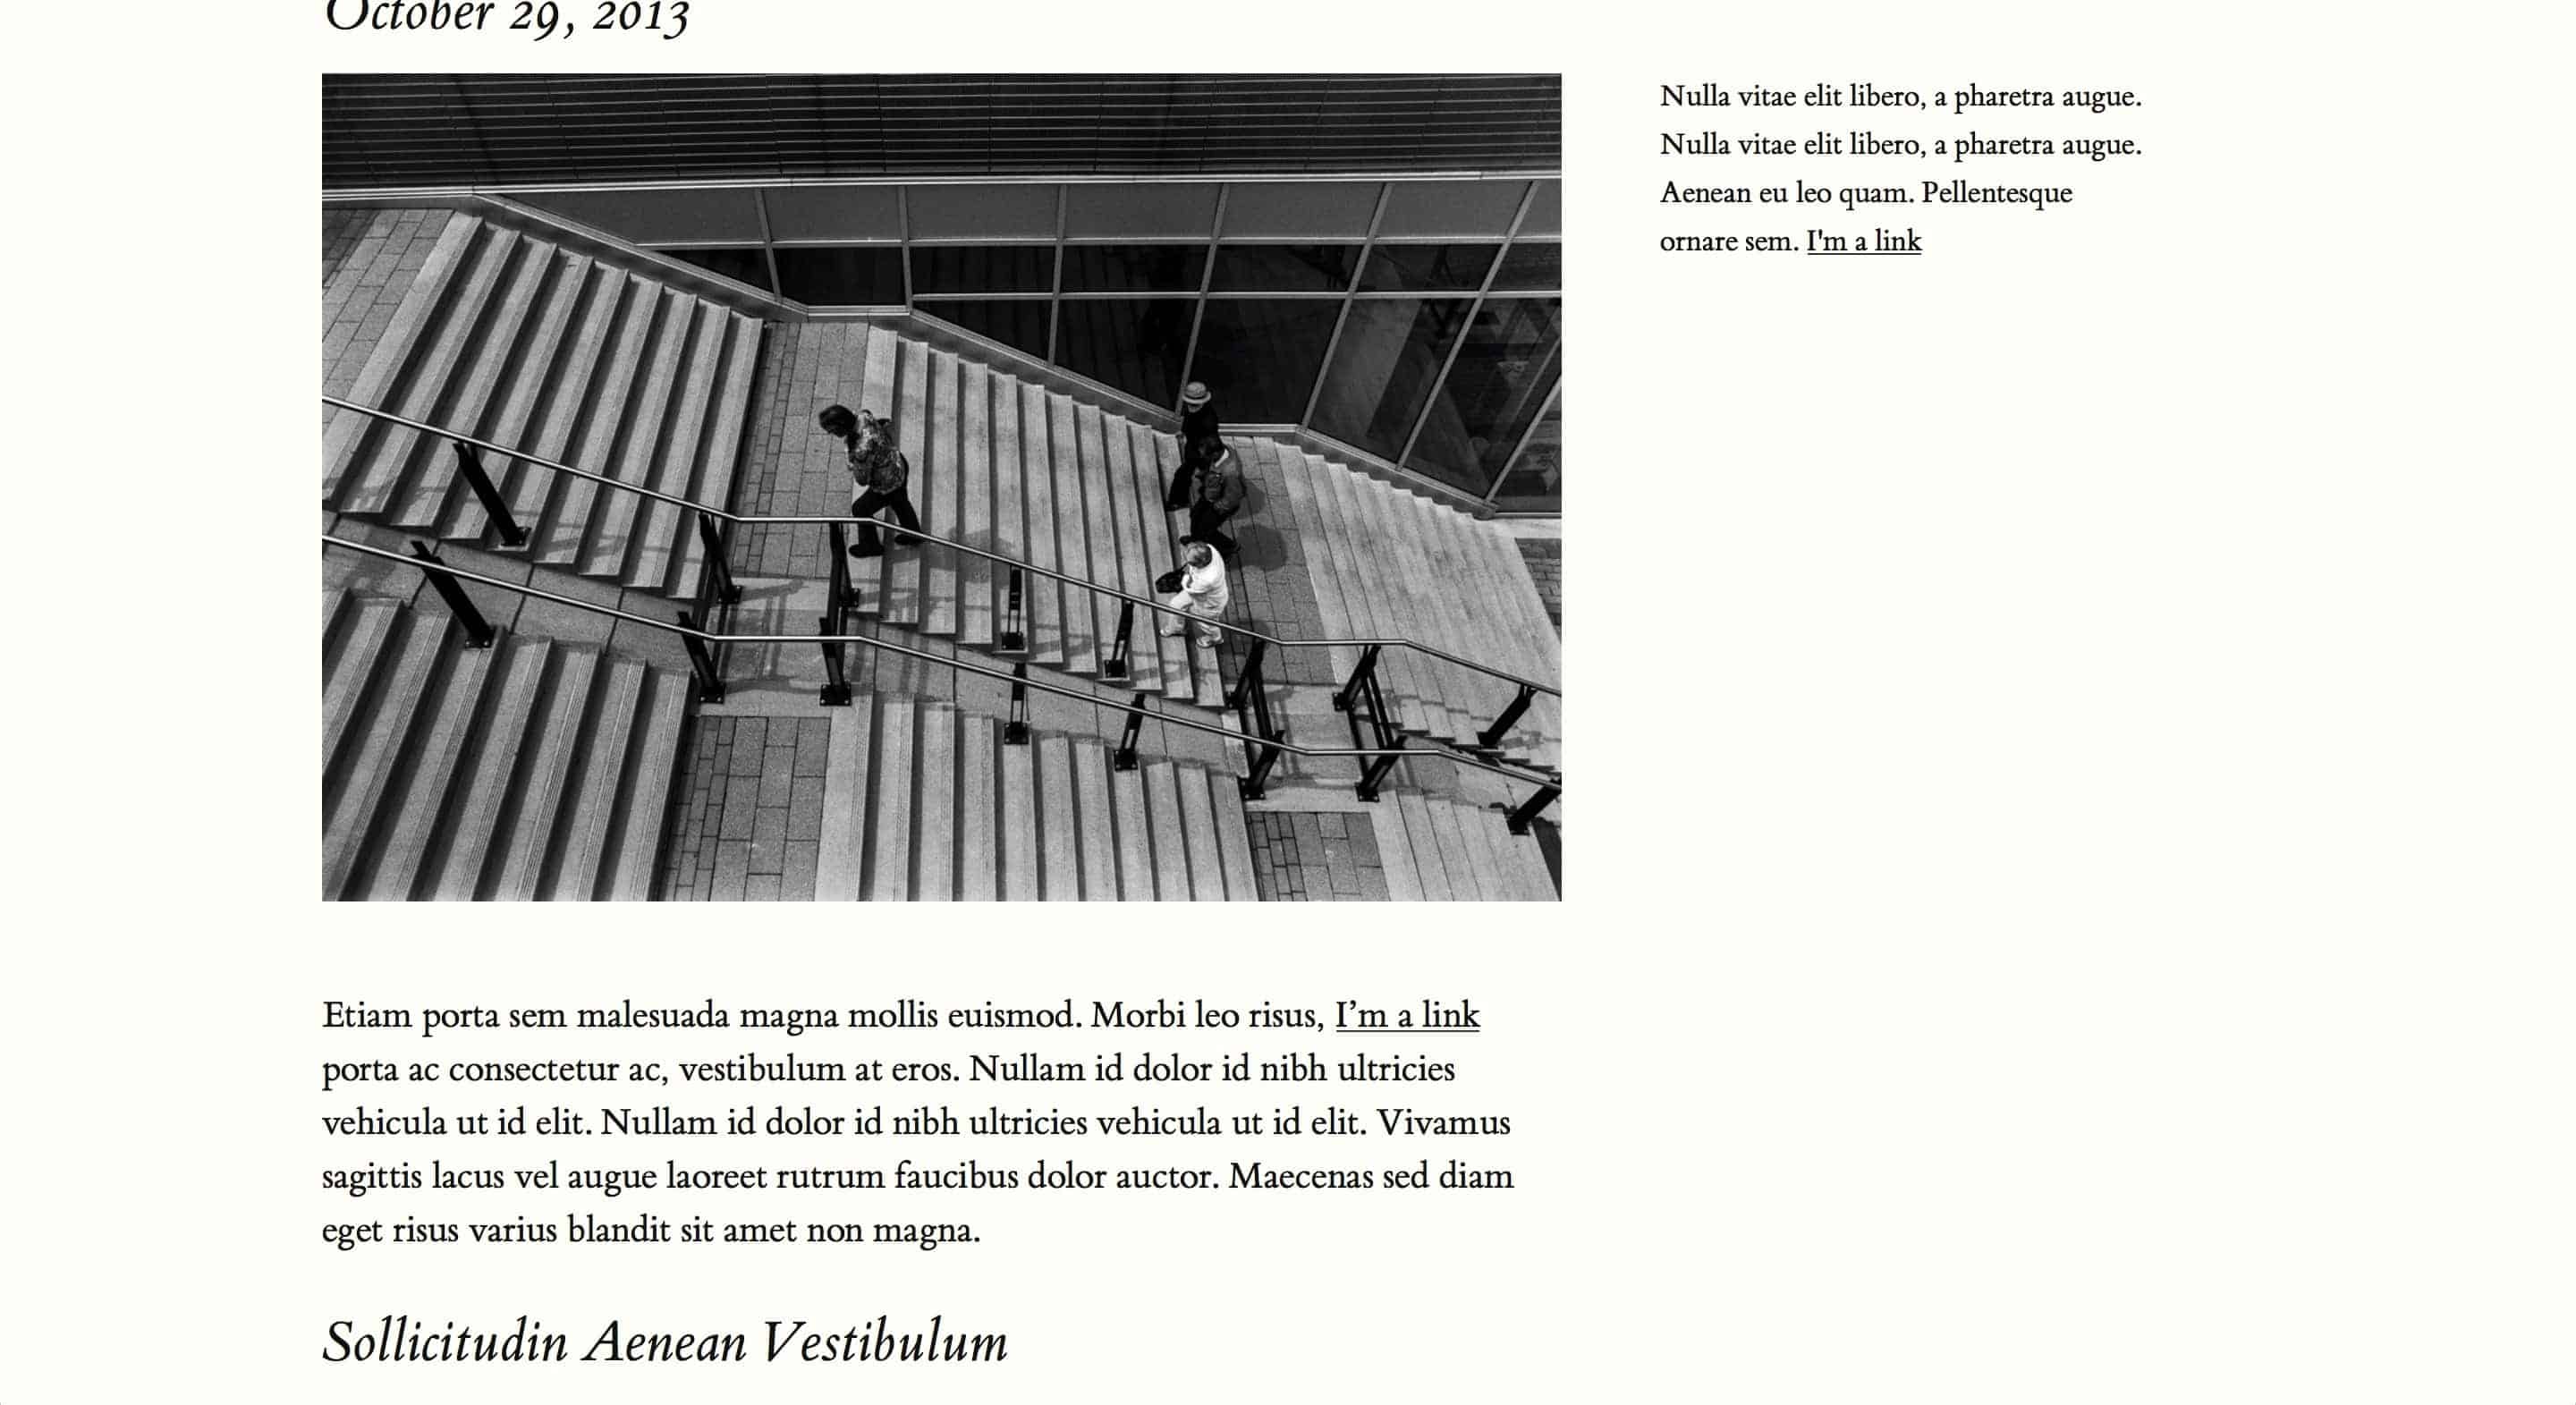 October 29, 2013
Nulla vitae elit libero, a pharetra augue.
Nulla vitae elit libero, a pharetra augue.
Aenean eu leo quam. Pellentesque
ornare sem. I'm a link
Etiam porta sem malesuada magna mollis euismod. Morbi leo risus, I’m a link
porta ac consectetur ac, vestibulum at eros. Nullam id dolor id nibh ultricies
vehicula ut id elit. Nullam id dolor id nibh ultricies vehicula ut id elit. Vivamus
sagittis lacus vel augue laoreet rutrum faucibus dolor auctor. Maecenas sed diam
eget risus varius blandit sit amet non magna.
Sollicitudin Aenean Vestibulum